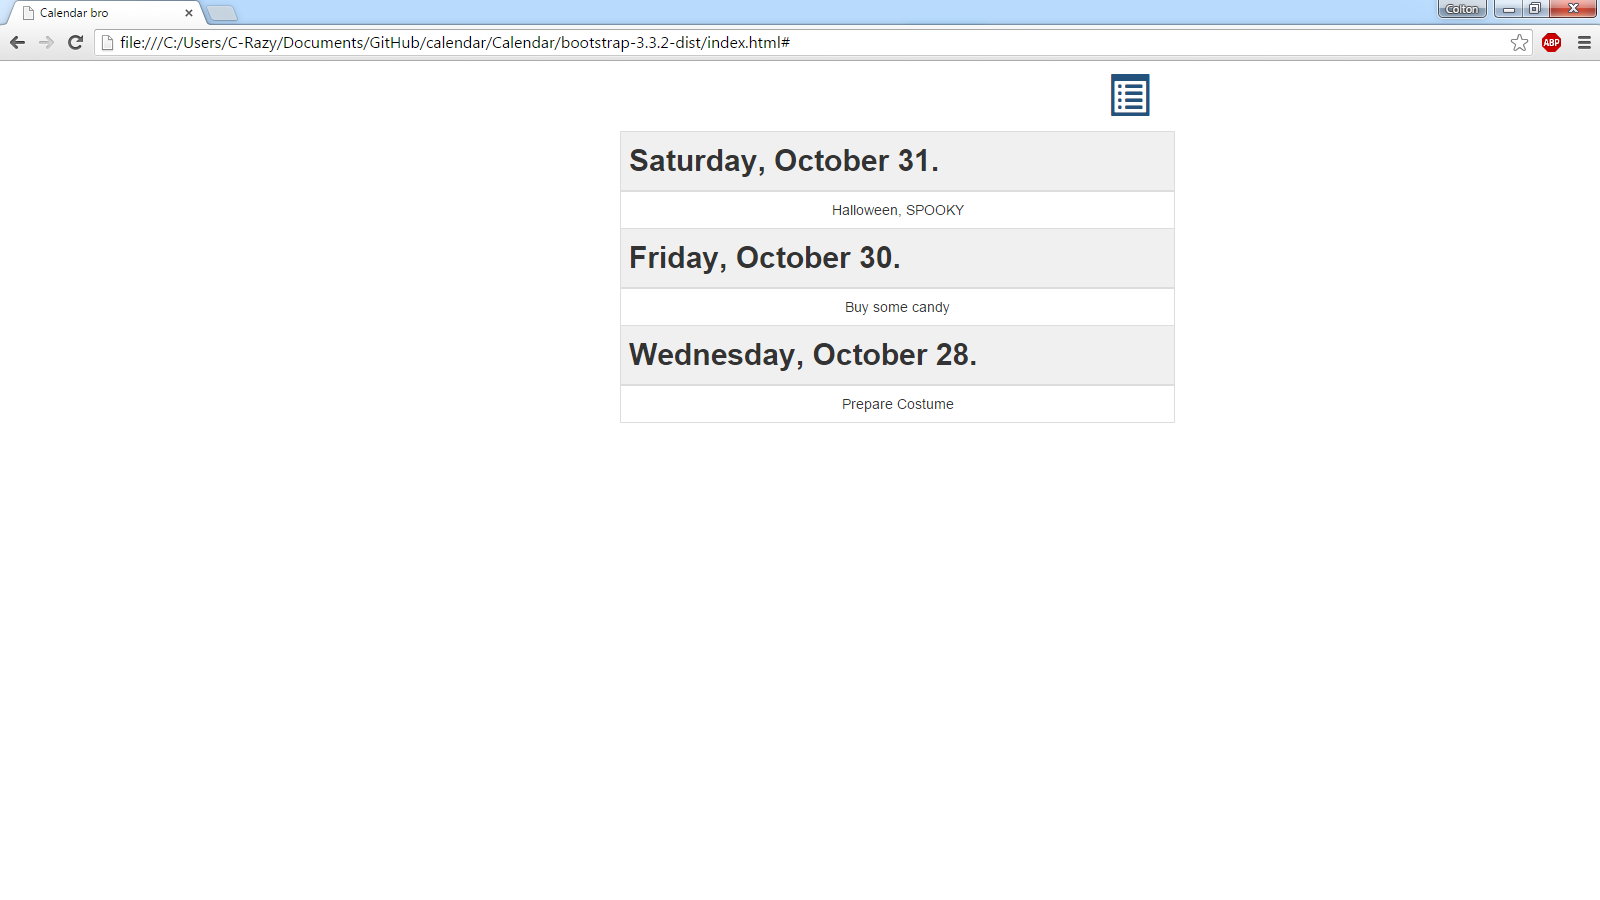 Calendar bro
Colton
file:///C:/Users/C-Razy/Documents/GitHub/calendar/Calendar/bootstrap-3.3.2-dist/index.html#
ABP
Saturday, October 31.
Halloween, SPOOKY
Friday, October 30.
Buy some candy
Wednesday, October 28.
Prepare Costume